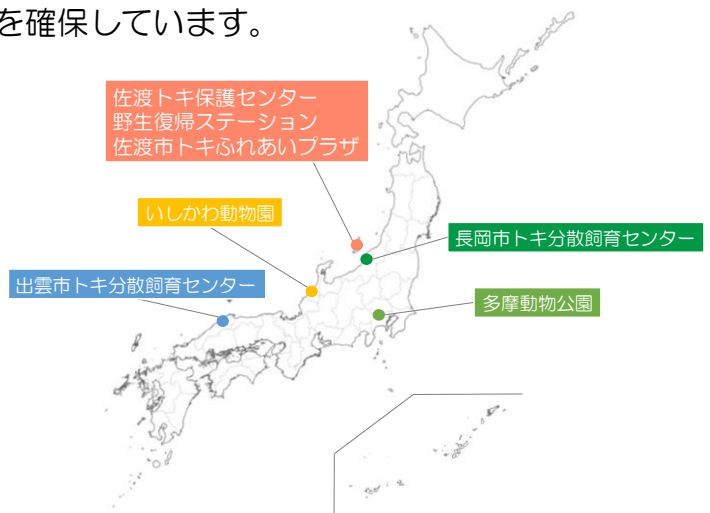 を確保しています。
佐渡トキ保護センター
野生復帰ステーション
佐渡市トキふれあいプラザ
いしかわ動物園
長岡市トキ分散飼育センター
出雲市トキ分散飼育センター
多摩動物公園